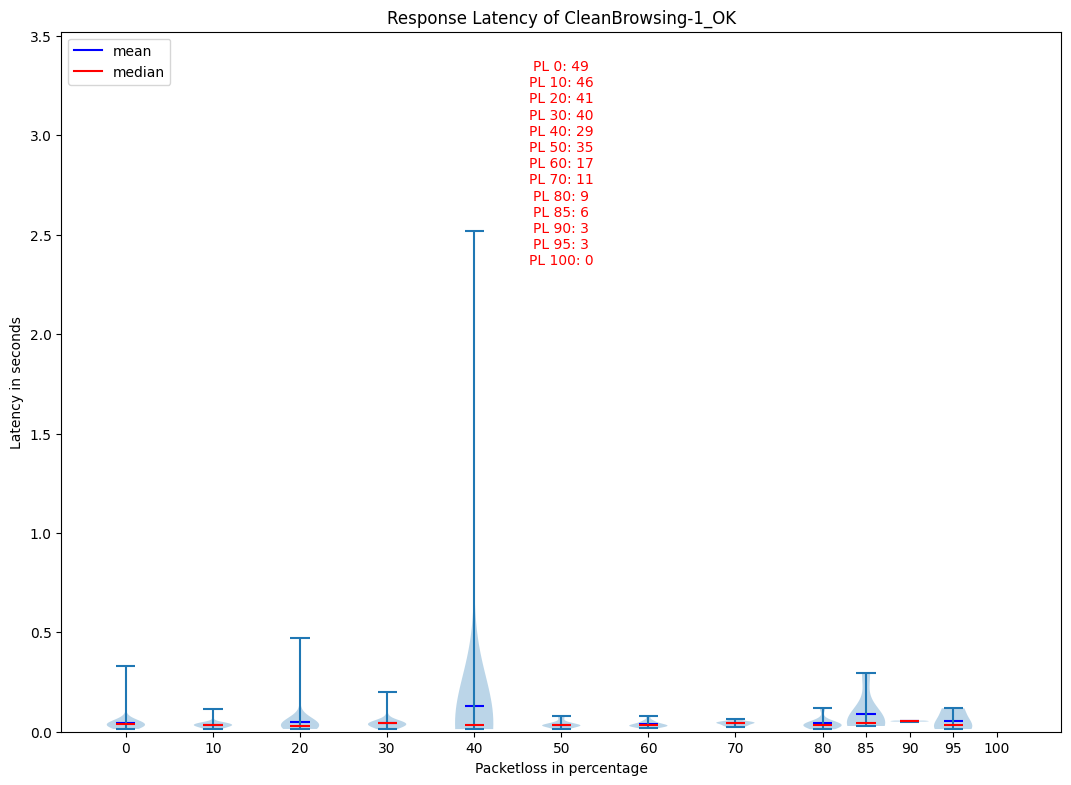 Response Latency of CleanBrowsing-1_OK
mean
median
PL 0: 49
PL 10: 46
PL 20: 41
PL 30: 40
PL 40: 29
PL 50: 35
PL 60: 17
PL 70: 11
PL 80: 9
PL 85: 6
PL 90: 3
PL 95: 3
PL 100: 0
3.5
3.0
2.5
2.0
1.5
1.0
0.5
0.0
Latency in seconds
0 10 20 30 40 50 60 70 80 85 90 95 100
Packetloss in percentage